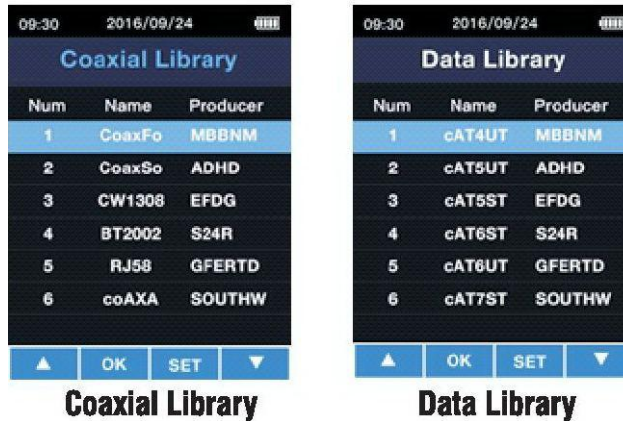 09:30 2016/09/24
Coaxial Library
Num Name Producer
1 CoaxFo MBBNM
2 CoaxSo ADHD
3 CW1308 EFDG
4 BT2002 S24R
5 RJ58 GFERTD
6 coAXA SOUTHW
▲ OK SET ▼
Coaxial Library
09:30 2016/09/24
Data Library
Num Name Producer
1 cAT4UT MBBNM
2 cAT5UT ADHD
3 cAT5ST EFDG
4 cAT6ST S24R
5 cAT6UT GFERTD
6 cAT7ST SOUTHW
▲ OK SET ▼
Data Library